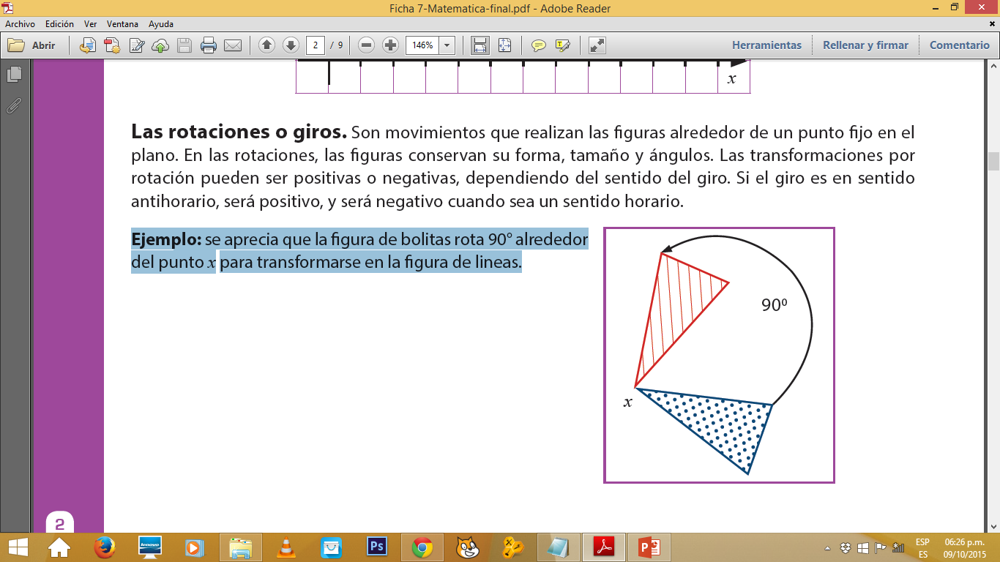 Ficha 7-Matematica-final.pdf - Adobe Reader
Archivo Edición Ver Ventana Ayuda
Abrir 2 / 9 146% Herramientas Rellenar y firmar Comentario
x
Las rotaciones o giros. Son movimientos que realizan las figuras alrededor de un punto fijo en el
plano. En las rotaciones, las figuras conservan su forma, tamaño y ángulos. Las transformaciones por
rotación pueden ser positivas o negativas, dependiendo del sentido del giro. Si el giro es en sentido
antihorario, será positivo, y será negativo cuando sea un sentido horario.
Ejemplo: se aprecia que la figura de bolitas rota 90° alrededor
del punto x para transformarse en la figura de lineas.
90⁰
x
2
lenovo
Ps
ESP 06:26 p.m.
ES 09/10/2015